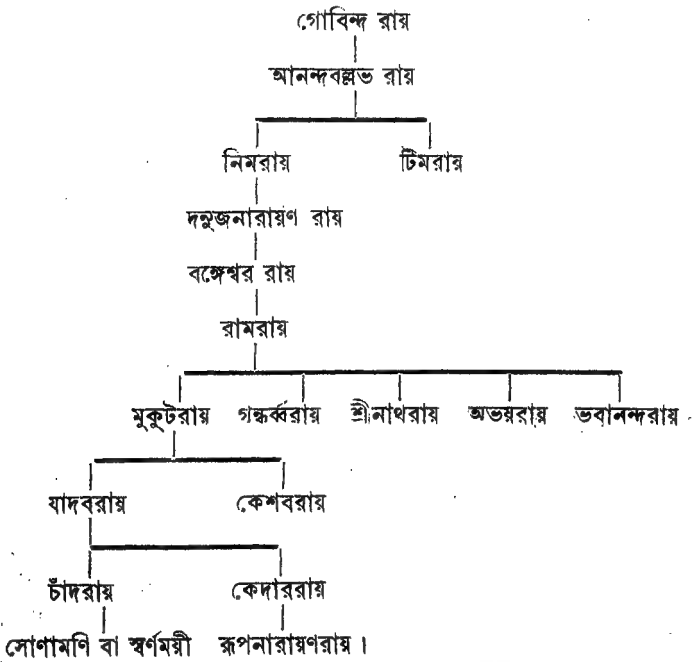 গোবিন্দ রায়
আনন্দবল্লভ রায়
নিমরায় টিমরায়
দনুজনারায়ণ রায়
বঙ্গেশ্বর রায়
রামরায়
মুকুটরায় গন্ধর্ব্বরায় শ্রীনাথরায় অভয়রায় ভবানন্দরায়
যাদবরায় কেশবরায়
চাঁদরায় কেদাররায়
সোণামণি বা স্বর্ণময়ী রূপনারায়ণরায় ।